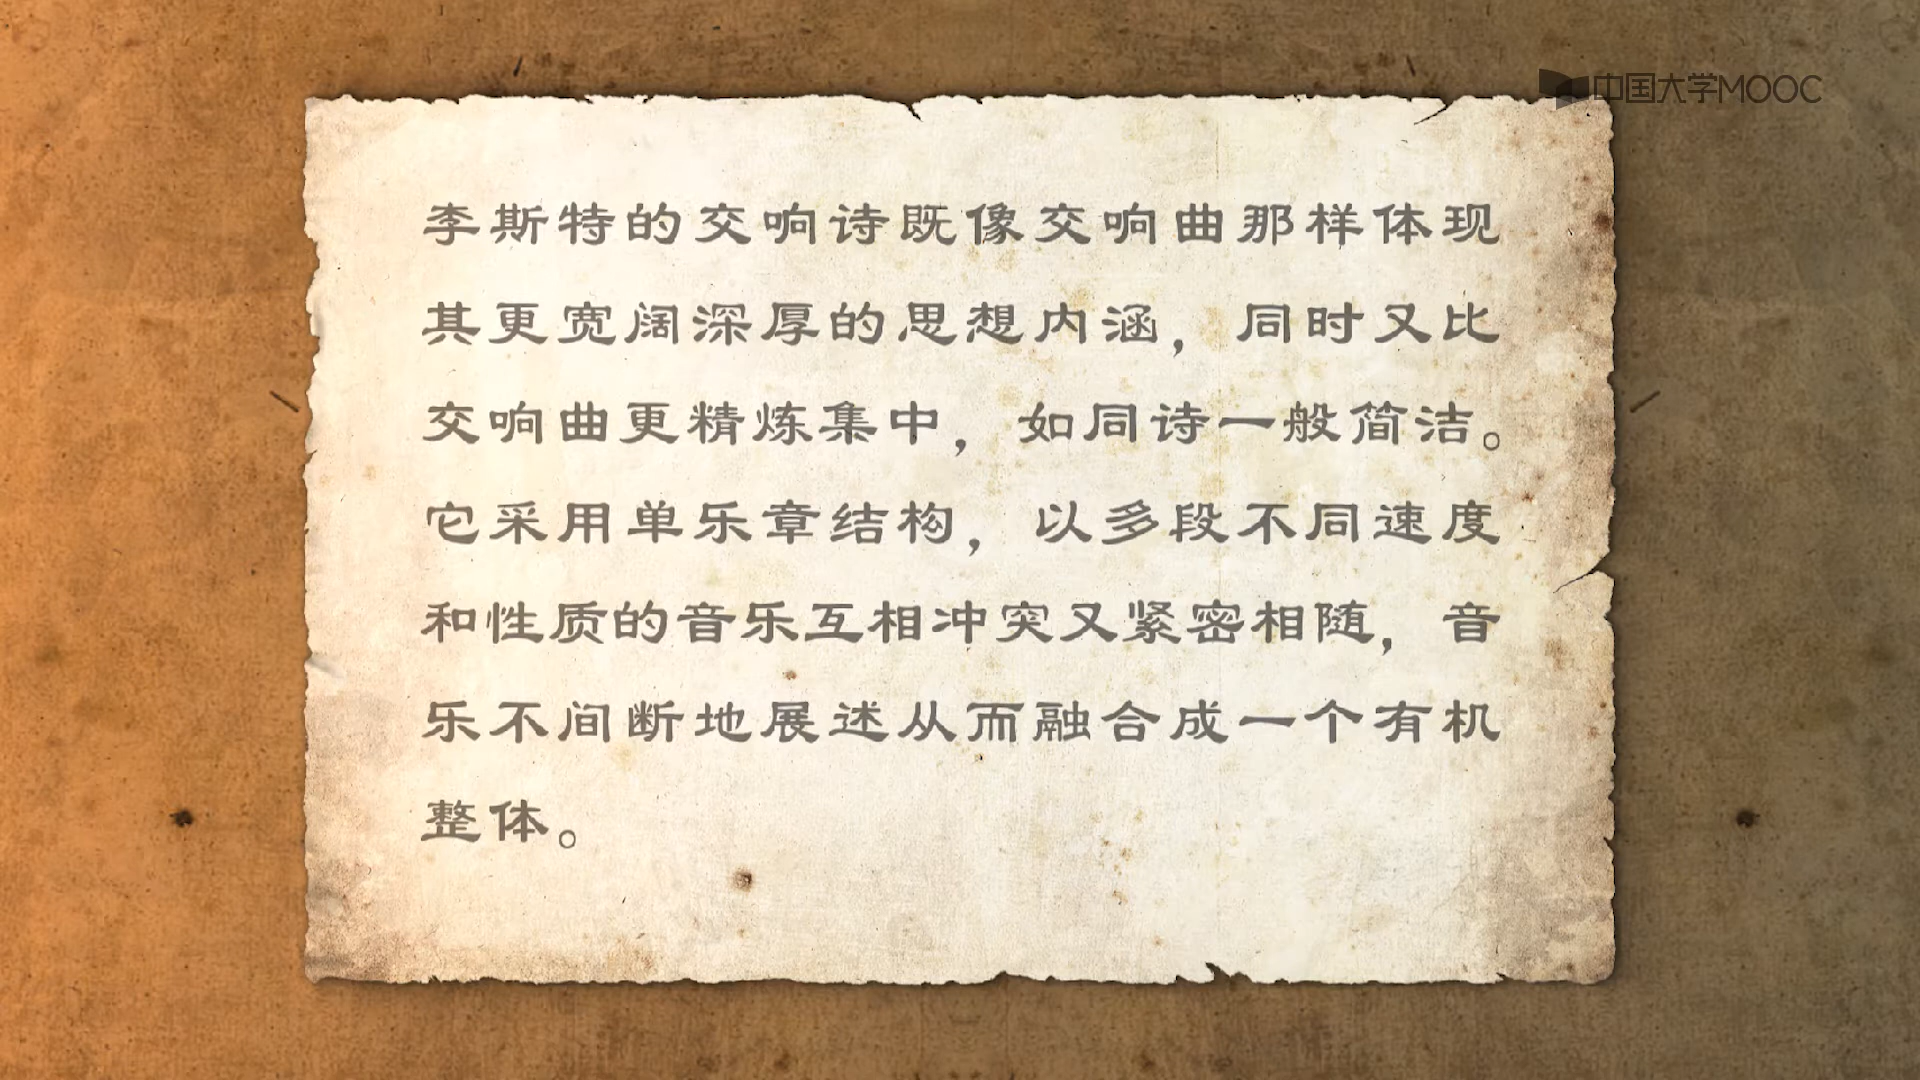 中国大学MOOC
李斯特的交响诗既像交响曲那样体现
其更宽阔深厚的思想内涵，同时又比
交响曲更精炼集中，如同诗一般简洁。
它采用单乐章结构，以多段不同速度
和性质的音乐互相冲突又紧密相随，音
乐不间断地展述从而融合成一个有机
整体。